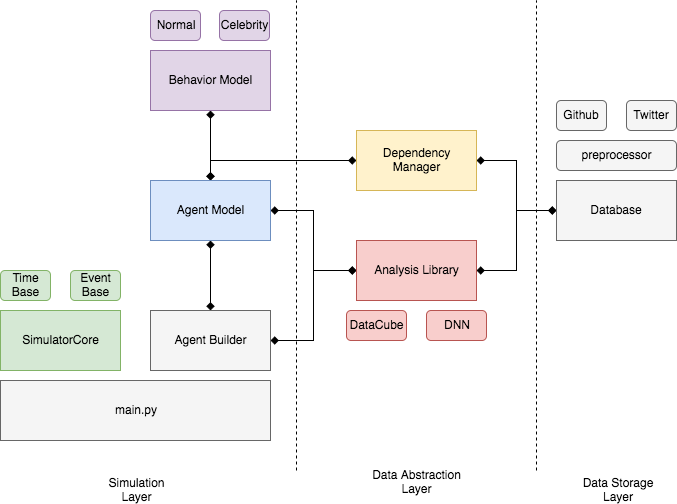 Normal
Celebrity
Behavior Model
Github
Twitter
Dependency
Manager
preprocessor
Agent Model
Database
Time
Base
Event
Base
Analysis Library
SimulatorCore
Agent Builder
DataCube
DNN
main.py
Simulation
Layer
Data Abstraction
Layer
Data Storage
Layer